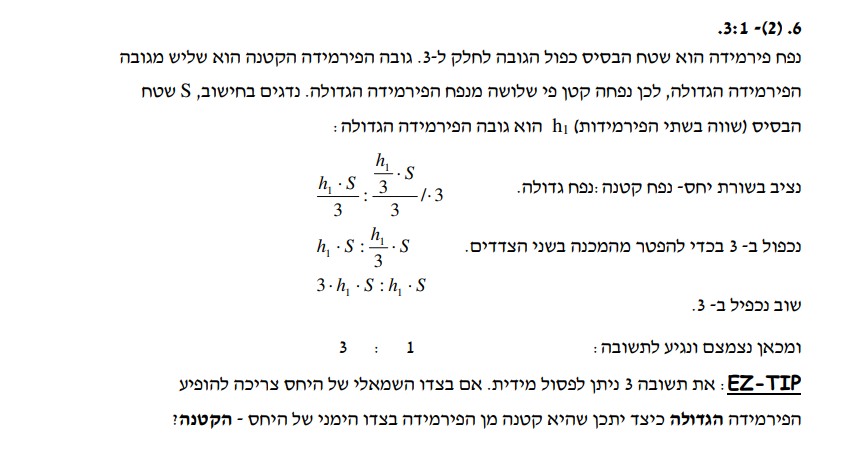 6. (2)- 3:1.
נפח פירמידה הוא שטח הבסיס כפול הגובה לחלק ל-3. גובה הפירמידה הקטנה הוא שליש מגובה
הפירמידה הגדולה, לכן נפחה קטן פי שלושה מנפח הפירמידה הגדולה. נדגים בחישוב, S שטח
הבסיס (שווה בשתי הפירמידות) h₁ הוא גובה הפירמידה הגדולה:
נציב בשורת יחס- נפח קטנה :נפח גדולה. \frac{h_1 \cdot S}{3} : \frac{\frac{h_1}{3} \cdot S}{3} / \cdot 3
נכפול ב- 3 בכדי להפטר מהמכנה בשני הצדדים. h_1 \cdot S : \frac{h_1}{3} \cdot S
3 \cdot h_1 \cdot S : h_1 \cdot S
שוב נכפיל ב- 3.
ומכאן נצמצם ונגיע לתשובה: 3 : 1
EZ-TIP: את תשובה 3 ניתן לפסול מידית. אם בצדו השמאלי של היחס צריכה להופיע
הפירמידה הגדולה כיצד יתכן שהיא קטנה מן הפירמידה בצדו הימני של היחס - הקטנה?